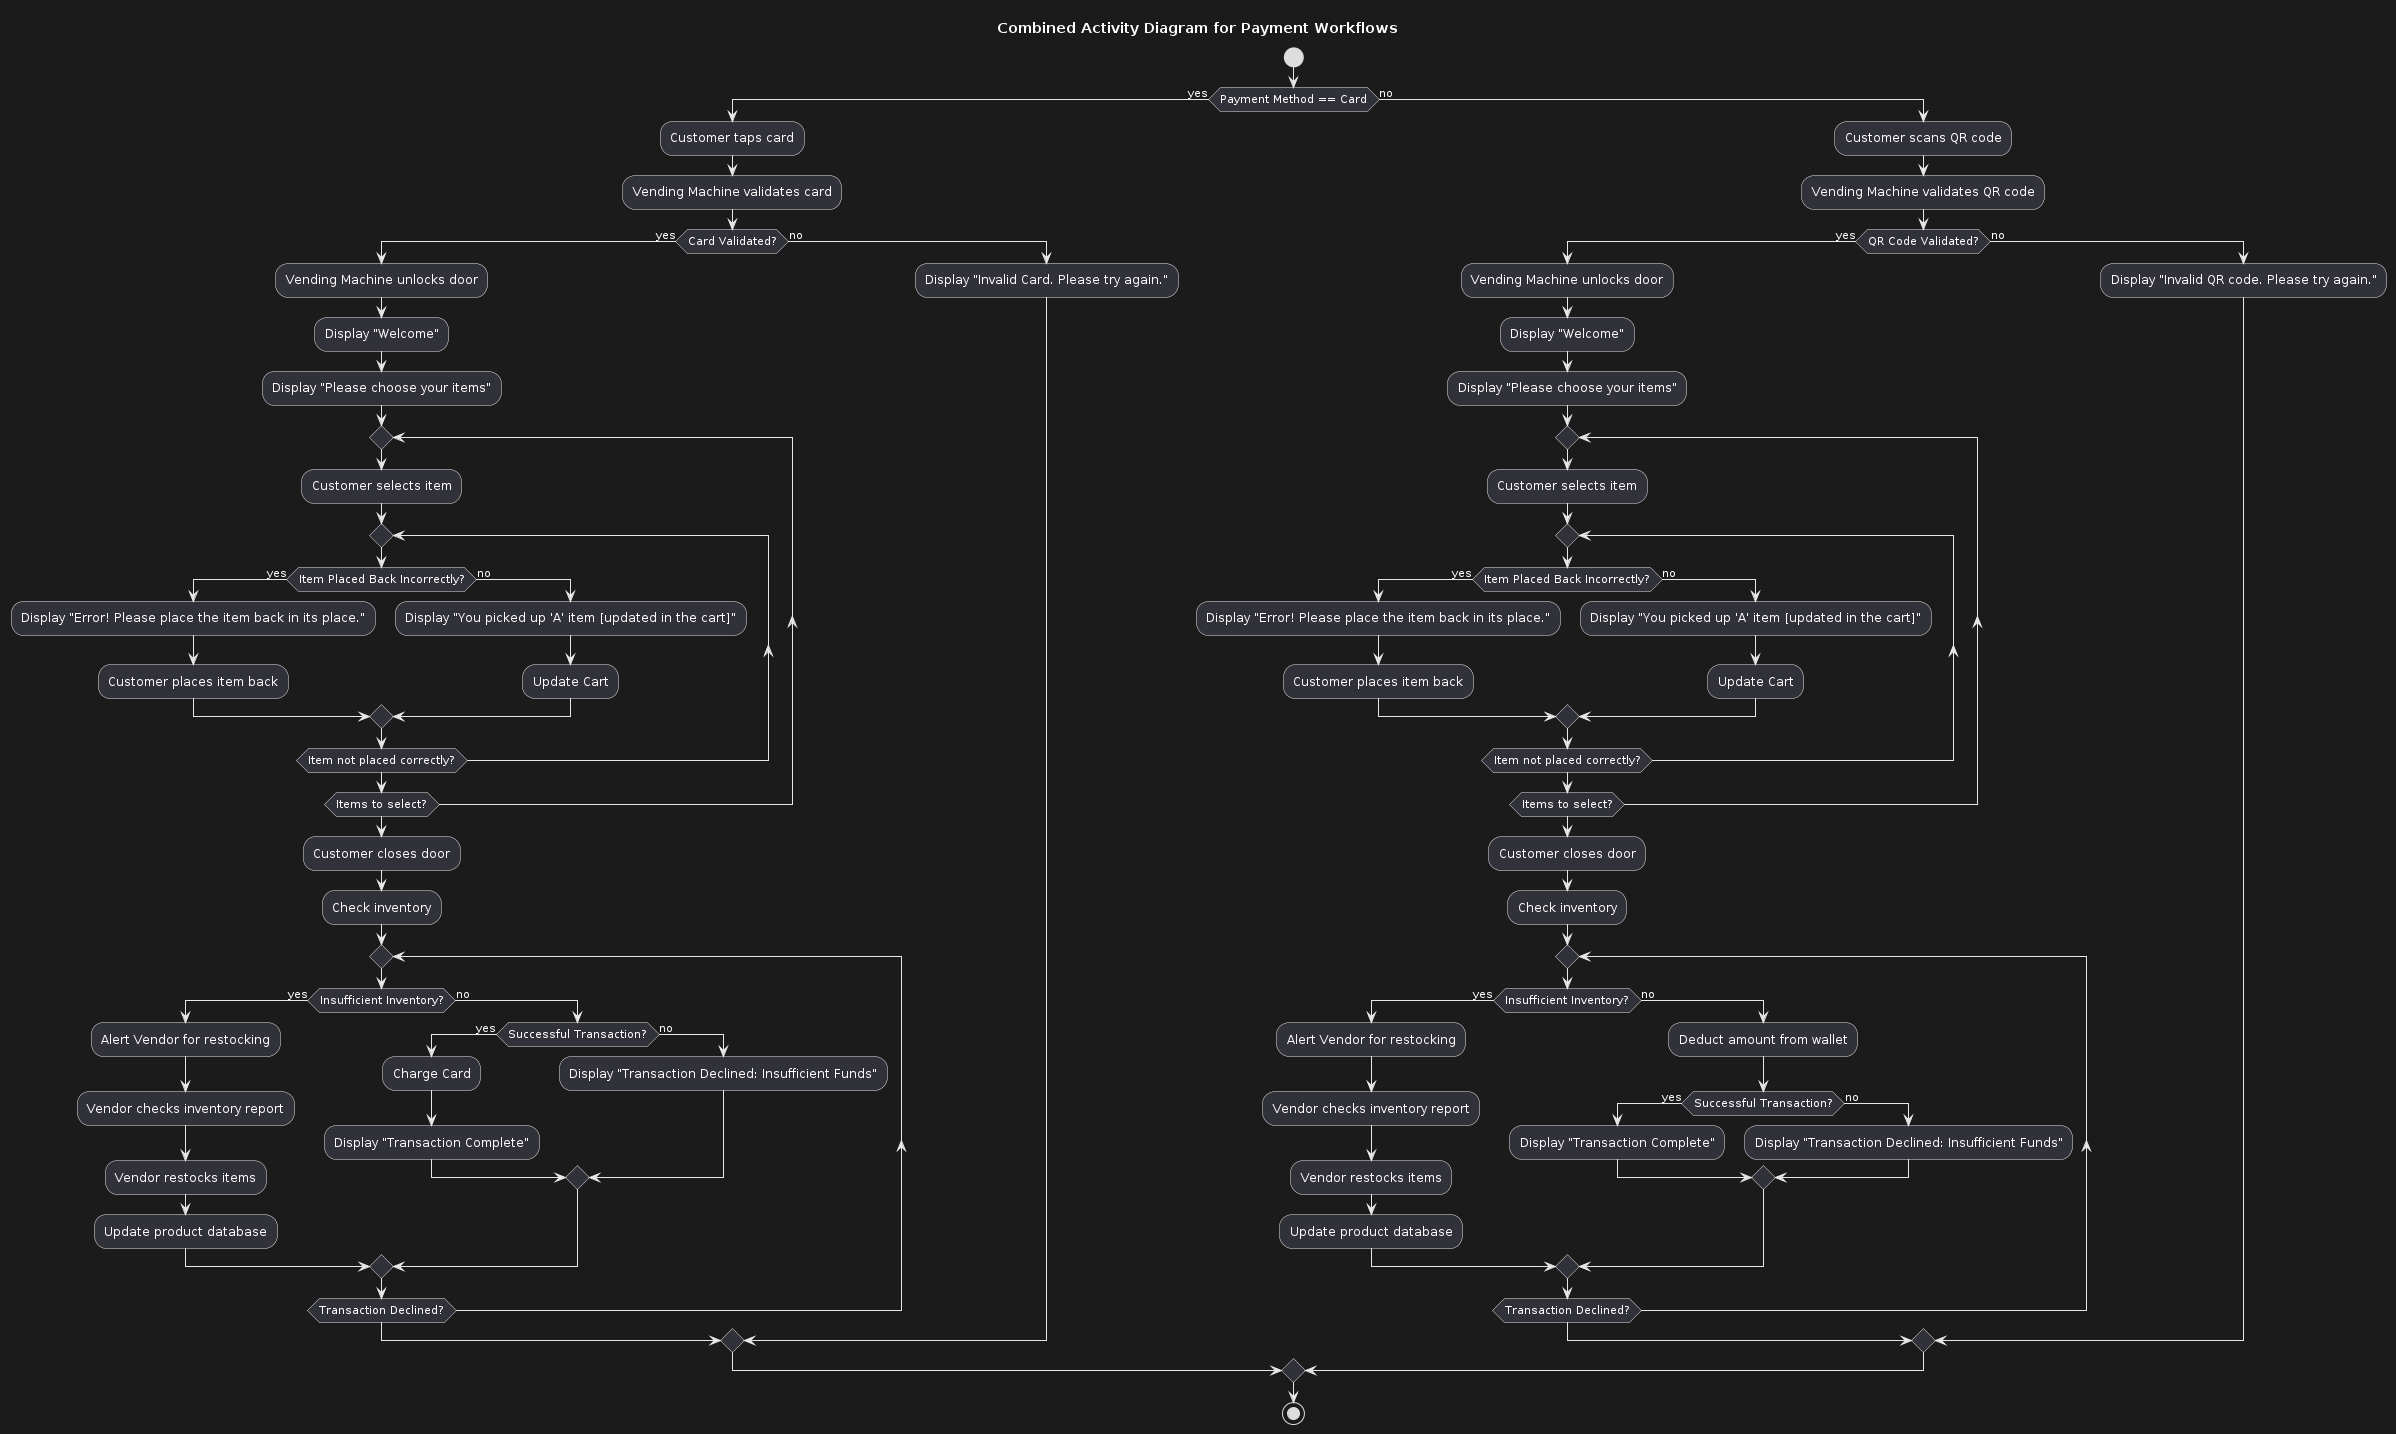 Combined Activity Diagram for Payment Workflows
yes
Payment Method == Card
no
Customer taps card
Vending Machine validates card
yes
Card Validated?
no
Vending Machine unlocks door
Display "Welcome"
Display "Please choose your items"
Customer selects item
yes
Item Placed Back Incorrectly?
no
Display "Error! Please place the item back in its place."
Customer places item back
Display "You picked up 'A' item [updated in the cart]"
Update Cart
Item not placed correctly?
Items to select?
Customer closes door
Check inventory
yes
Insufficient Inventory?
no
Alert Vendor for restocking
Vendor checks inventory report
Vendor restocks items
Update product database
yes
Successful Transaction?
no
Charge Card
Display "Transaction Complete"
Display "Transaction Declined: Insufficient Funds"
Transaction Declined?
Display "Invalid Card. Please try again."
Customer scans QR code
Vending Machine validates QR code
yes
QR Code Validated?
no
Vending Machine unlocks door
Display "Welcome"
Display "Please choose your items"
Customer selects item
yes
Item Placed Back Incorrectly?
no
Display "Error! Please place the item back in its place."
Customer places item back
Display "You picked up 'A' item [updated in the cart]"
Update Cart
Item not placed correctly?
Items to select?
Customer closes door
Check inventory
yes
Insufficient Inventory?
no
Alert Vendor for restocking
Vendor checks inventory report
Vendor restocks items
Update product database
Deduct amount from wallet
yes
Successful Transaction?
no
Display "Transaction Complete"
Display "Transaction Declined: Insufficient Funds"
Transaction Declined?
Display "Invalid QR code. Please try again."